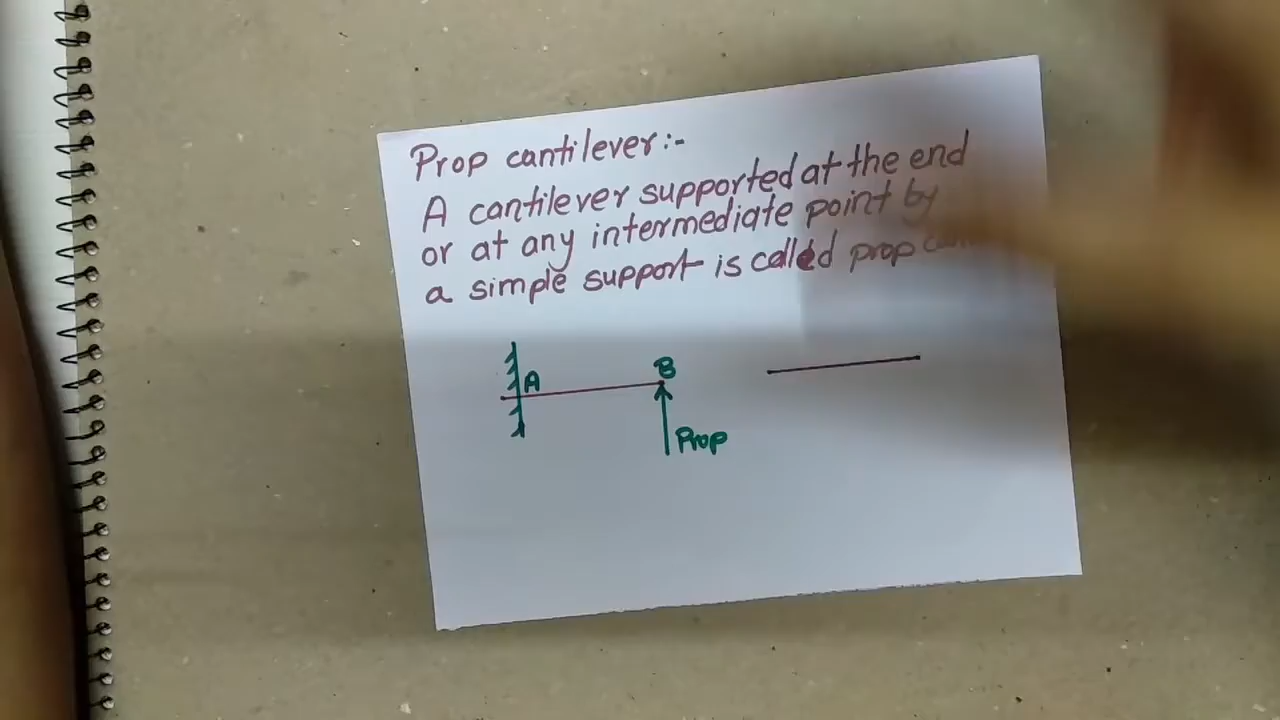 Prop cantilever:-
A cantilever supported at the end
or at any intermediate point by
a simple support is called prop
A
B
Prop